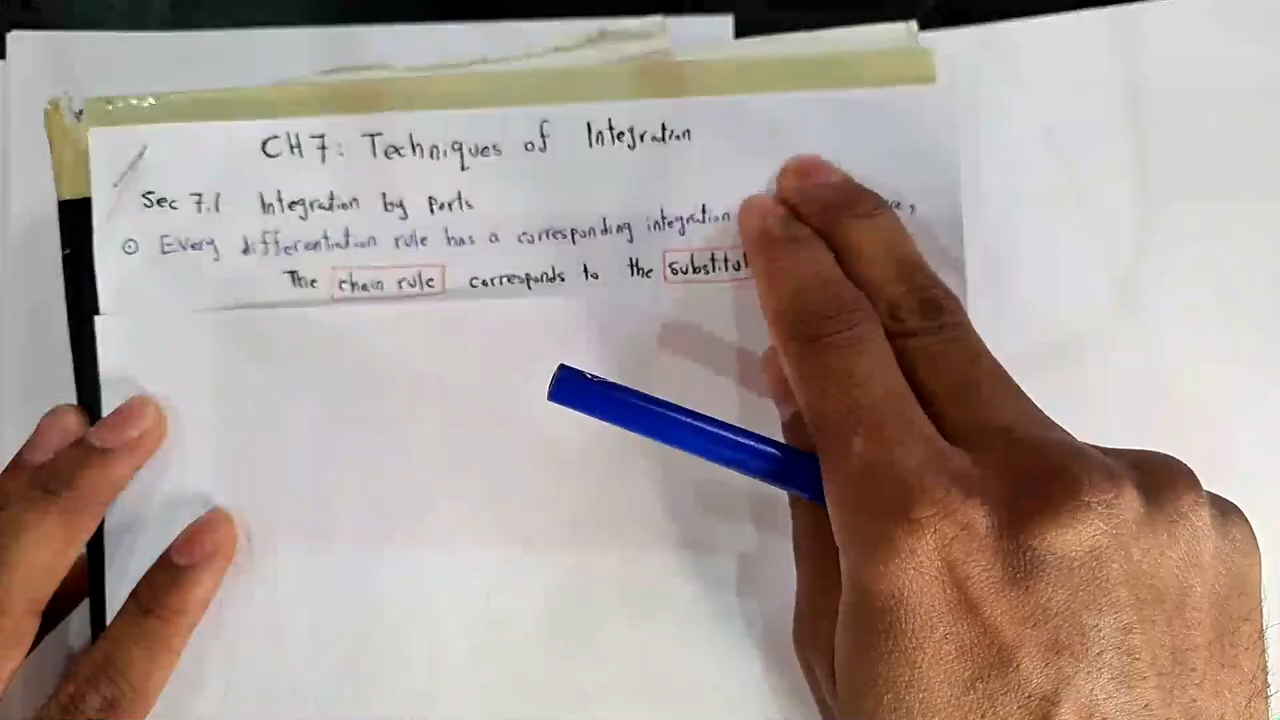 CH7: Techniques of Integration
Sec 7.1 Integration by Parts
⊙ Every differentiation rule has a corresponding integration
The chain rule corresponds to the